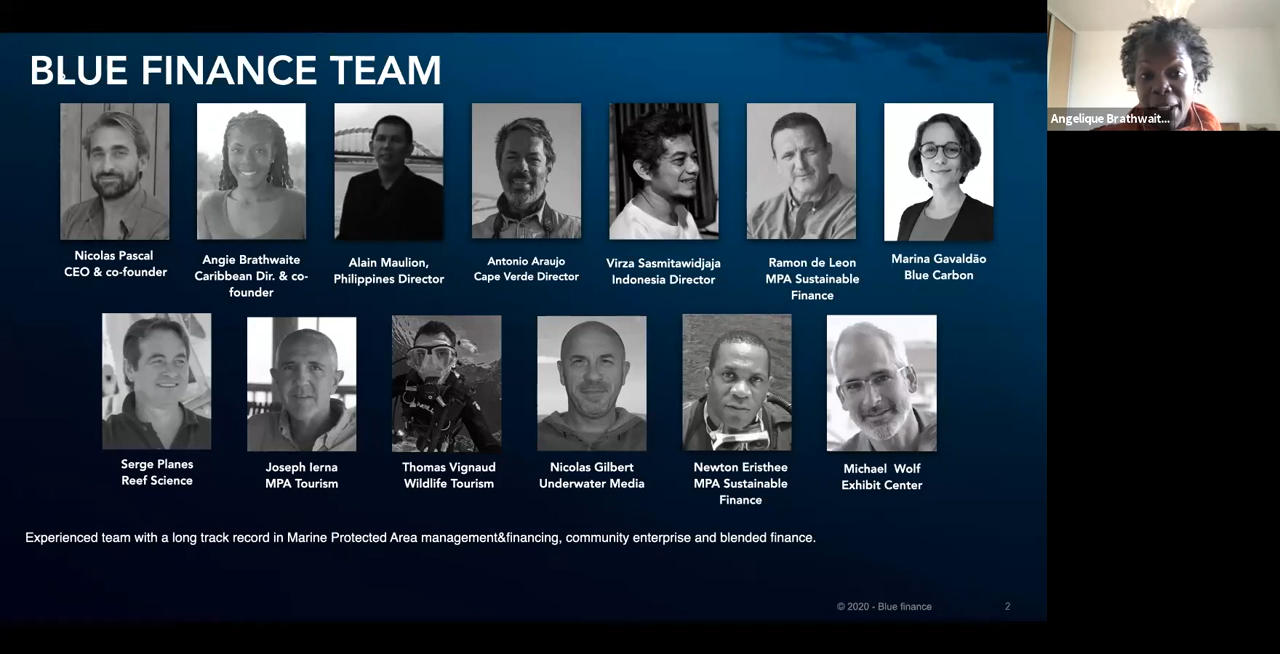 BLUE FINANCE TEAM
Angelique Brathwait...
Nicolas Pascal
CEO & co-founder
Angie Brathwaite
Caribbean Dir. & co-
founder
Alain Maulion,
Philippines Director
Antonio Araujo
Cape Verde Director
Virza Sasmitawidjaja
Indonesia Director
Ramon de Leon
MPA Sustainable
Finance
Marina Gavaldão
Blue Carbon
Serge Planes
Reef Science
Joseph Ierna
MPA Tourism
Thomas Vignaud
Wildlife Tourism
Nicolas Gilbert
Underwater Media
Newton Eristhee
MPA Sustainable
Finance
Michael Wolf
Exhibit Center
Experienced team with a long track record in Marine Protected Area management&financing, community enterprise and blended finance.
© 2020 - Blue finance
2